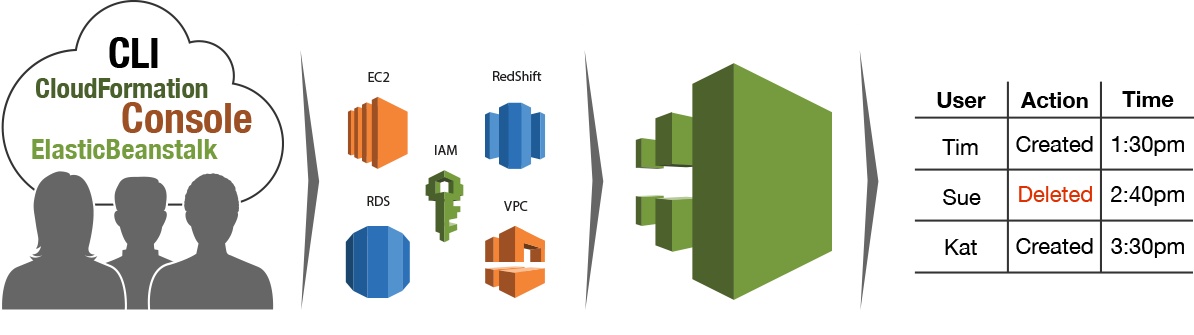 CLI
CloudFormation
Console
ElasticBeanstalk
EC2
RedShift
IAM
RDS
VPC
User Action Time
Tim Created 1:30pm
Sue Deleted 2:40pm
Kat Created 3:30pm